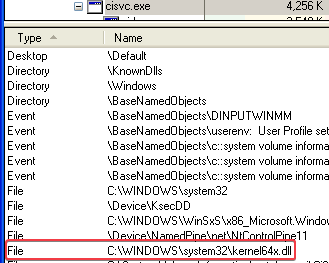 cisvc.exe 4,256 K
Type Name
Desktop \Default
Directory \KnownDlls
Directory \Windows
Directory \BaseNamedObjects
Event \BaseNamedObjects\DINPUTWINMM
Event \BaseNamedObjects\userenv: User Profile set
Event \BaseNamedObjects\c::system volume informa
Event \BaseNamedObjects\c::system volume informa
File C:\WINDOWS\system32
File \Device\KsecDD
File C:\WINDOWS\WinSxS\x86_Microsoft.Window
File \Device\NamedPipe\net\NtControlPipe11
File C:\WINDOWS\system32\kernel64x.dll